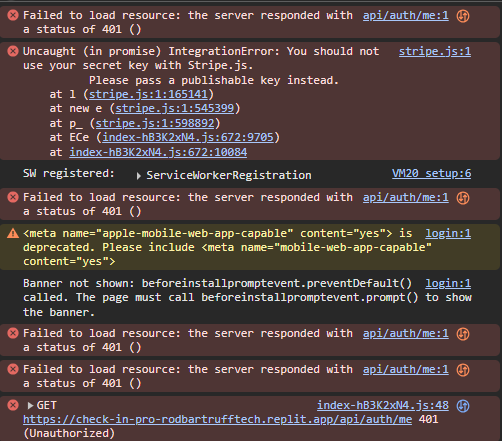 Failed to load resource: the server responded with api/auth/me:1
a status of 401 ()
Uncaught (in promise) IntegrationError: You should not stripe.js:1
use your secret key with Stripe.js.
Please pass a publishable key instead.
at l (stripe.js:1:165141)
at new e (stripe.js:1:545399)
at p_ (stripe.js:1:598892)
at ECe (index-hB3K2xN4.js:672:9705)
at index-hB3K2xN4.js:672:10084
SW registered: ▶ ServiceWorkerRegistration VM20 setup:6
Failed to load resource: the server responded with api/auth/me:1
a status of 401 ()
<meta name="apple-mobile-web-app-capable" content="yes"> is login:1
deprecated. Please include <meta name="mobile-web-app-capable"
content="yes">
Banner not shown: beforeinstallpromptevent.preventDefault() login:1
called. The page must call beforeinstallpromptevent.prompt() to show
the banner.
Failed to load resource: the server responded with api/auth/me:1
a status of 401 ()
Failed to load resource: the server responded with api/auth/me:1
a status of 401 ()
▶ GET index-hB3K2xN4.js:48
https://check-in-pro-rodbartrufftech.replit.app/api/auth/me 401
(Unauthorized)